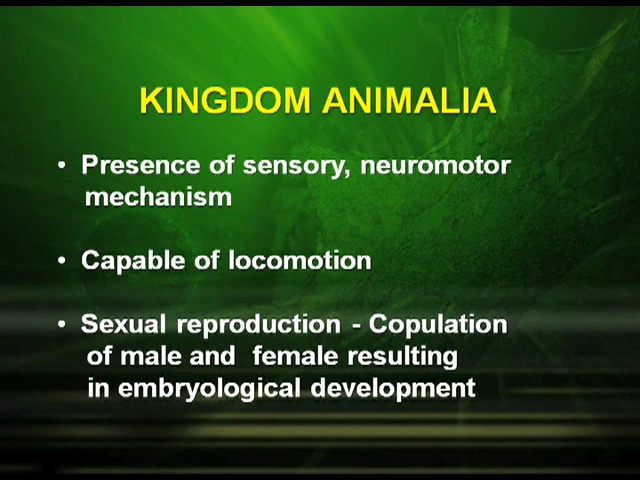 KINGDOM ANIMALIA
• Presence of sensory, neuromotor
mechanism
• Capable of locomotion
• Sexual reproduction - Copulation
of male and female resulting
in embryological development